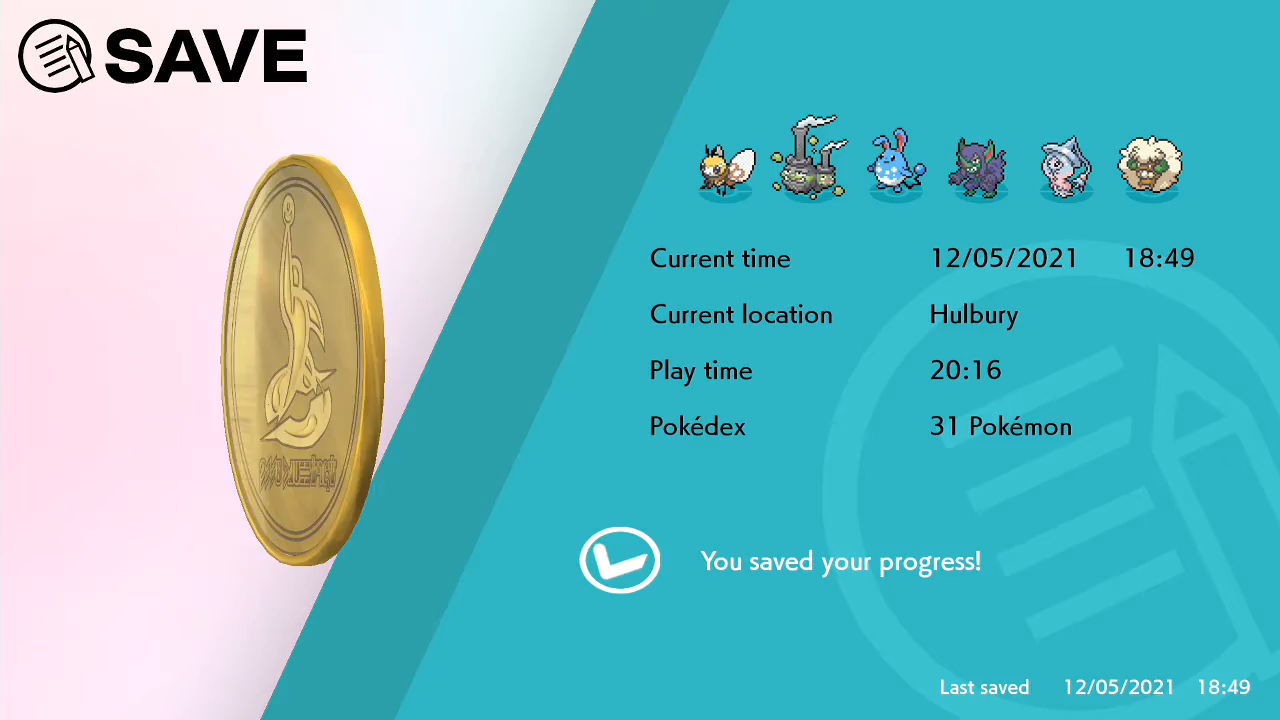 SAVE
Current time 12/05/2021 18:49
Current location Hulbury
Play time 20:16
Pokédex 31 Pokémon
You saved your progress!
Last saved 12/05/2021 18:49